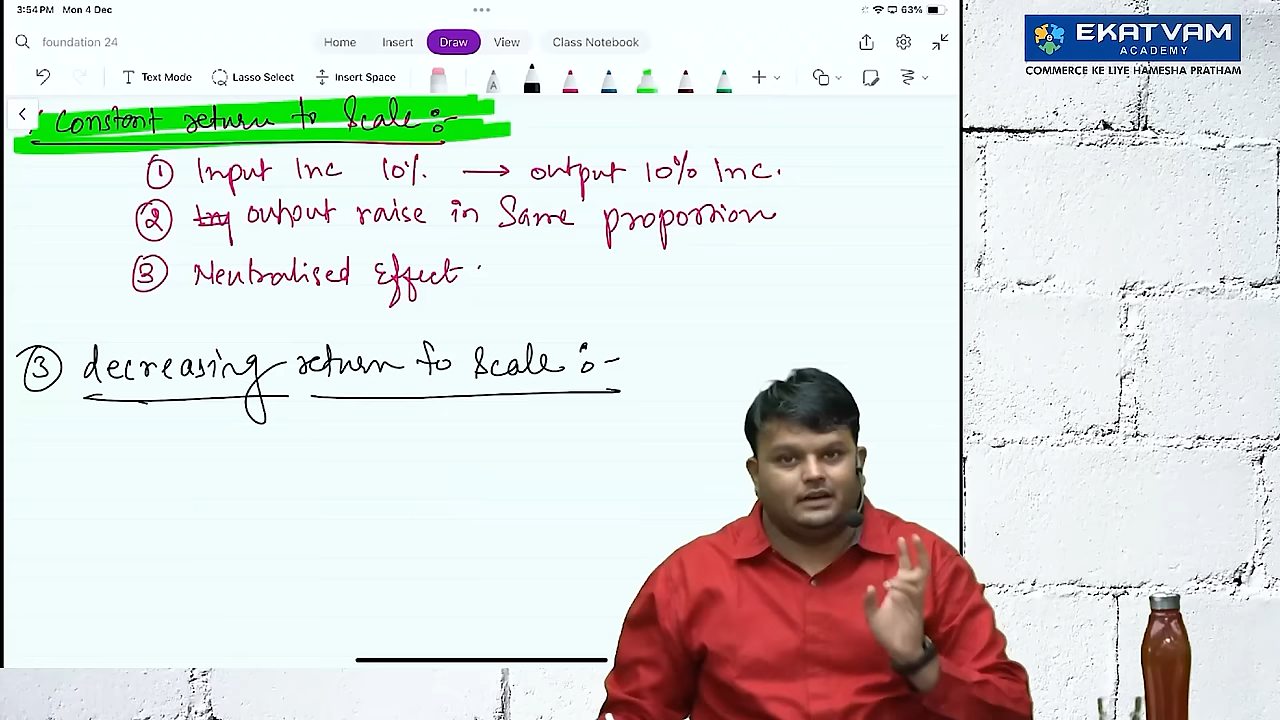 3:54 PM Mon 4 Dec
63%
foundation 24
Home Insert Draw View Class Notebook
Text Mode Lasso Select Insert Space
EKATVAM
ACADEMY
COMMERCE KE LIYE HAMESHA PRATHAM
constant return to Scale :-
① Input Inc 10% → output 10% Inc.
② output raise in Same proportion
③ Neutralised Effect.
③ decreasing return to Scale :-